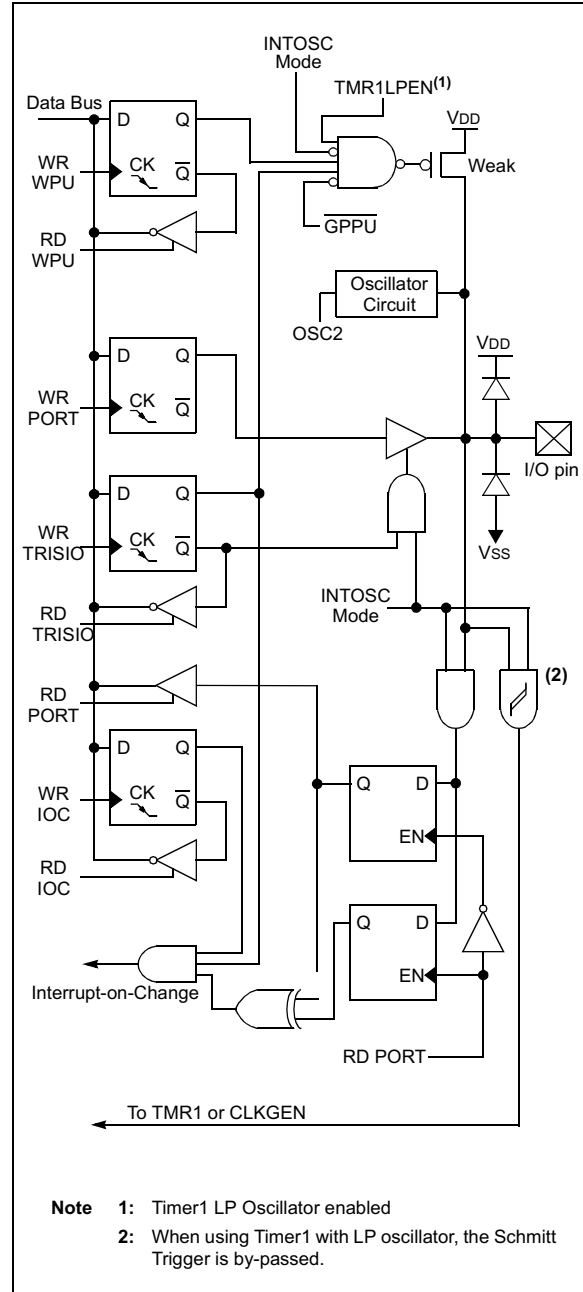 INTOSC
Mode
TMR1LPEN(1)
Data Bus
D
Q
VDD
WR
WPU
CK
Q
Weak
RD
WPU
GPPU
Oscillator
Circuit
OSC2
VDD
D
Q
WR
PORT
CK
Q
I/O pin
D
Q
WR
TRISIO
CK
Q
VSS
RD
TRISIO
INTOSC
Mode
(2)
RD
PORT
D
Q
WR
IOC
CK
Q
Q
D
EN
RD
IOC
Q
D
Interrupt-on-Change
EN
RD PORT
To TMR1 or CLKGEN
Note 1: Timer1 LP Oscillator enabled
2: When using Timer1 with LP oscillator, the Schmitt
Trigger is by-passed.